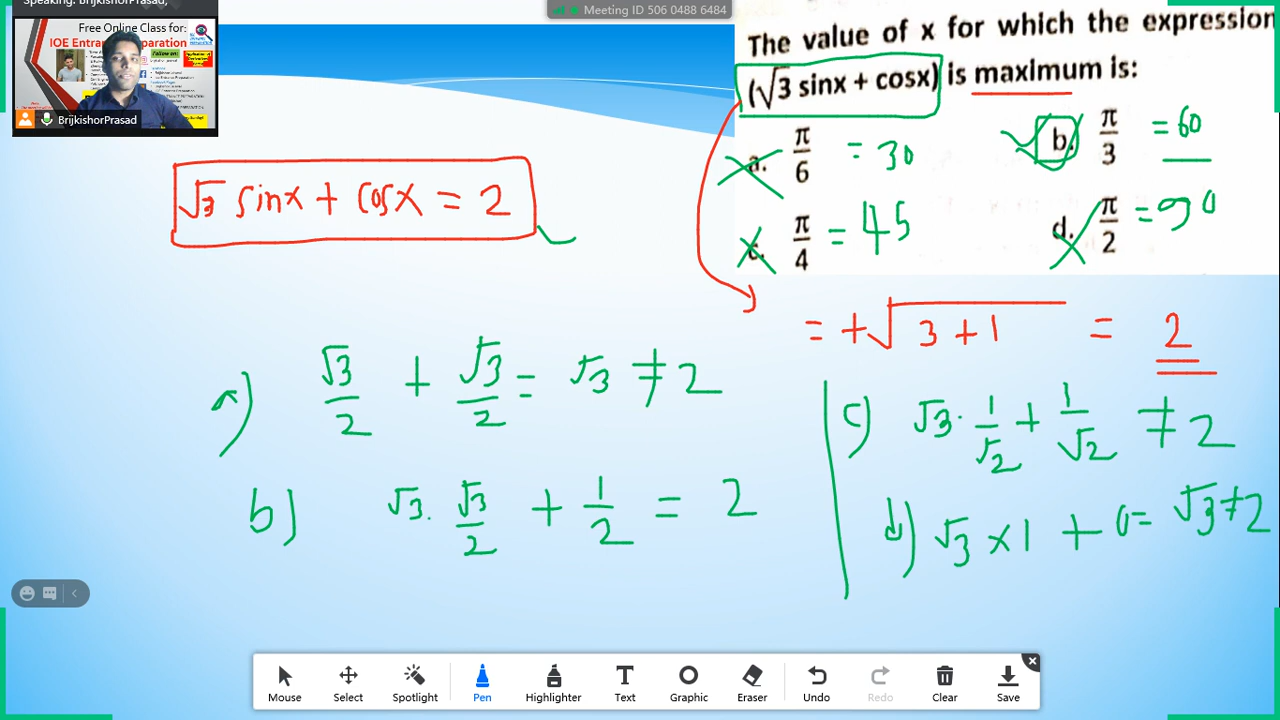 Speaking: BrijkishorPrasad,
Meeting ID 506 0488 6484
Free Online Class for:
IOE Entrance Preparation
BrijkishorPrasad
The value of x for which the expression
(√3 sinx + cosx) is maximum is:
a. π/6 = 30
b. π/3 = 60
c. π/4 = 45
d. π/2 = 90
√3 sinx + cosx = 2
= +√3+1 = 2
a) √3/2 + √3/2 = √3 ≠ 2
b) √3. √3/2 + 1/2 = 2
c) √3. 1/√2 + 1/√2 ≠ 2
d) √3 × 1 + 0 = √3 ≠ 2
Mouse Select Spotlight Pen Highlighter Text Graphic Eraser Undo Redo Clear Save